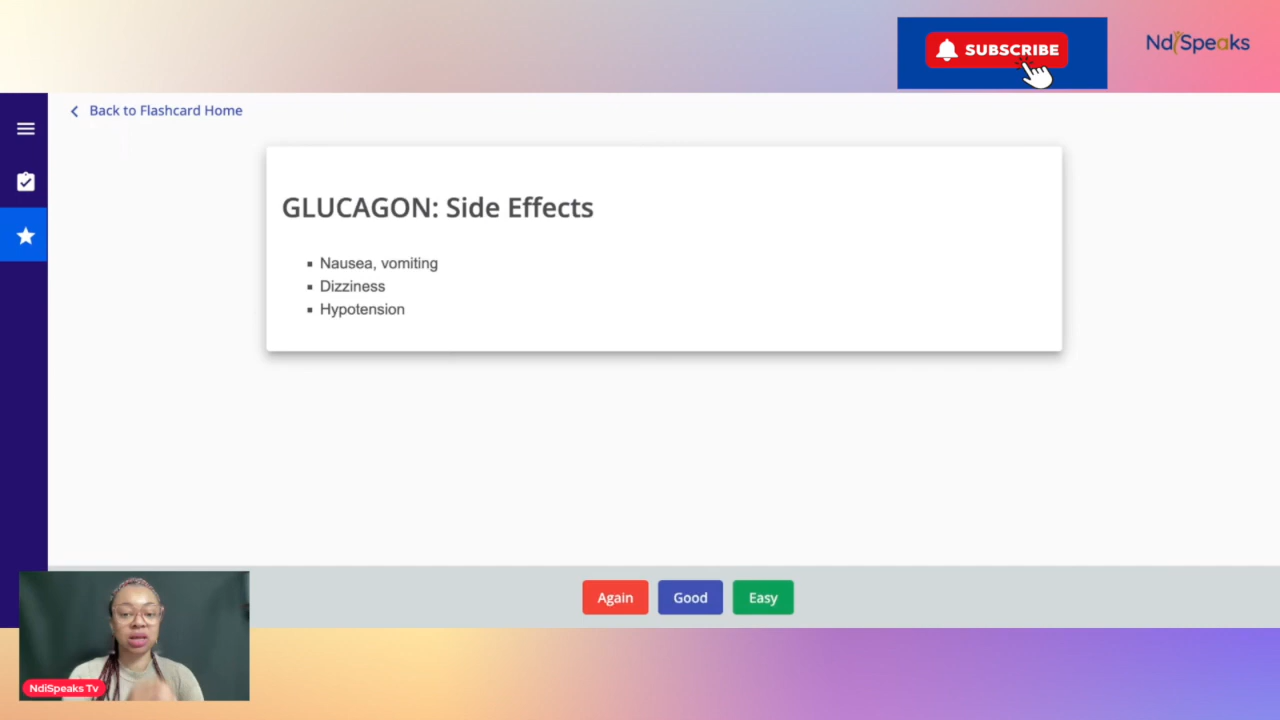 SUBSCRIBE
NdiSpeaks
Back to Flashcard Home
GLUCAGON: Side Effects
Nausea, vomiting
Dizziness
Hypotension
Again
Good
Easy
NdiSpeaks Tv